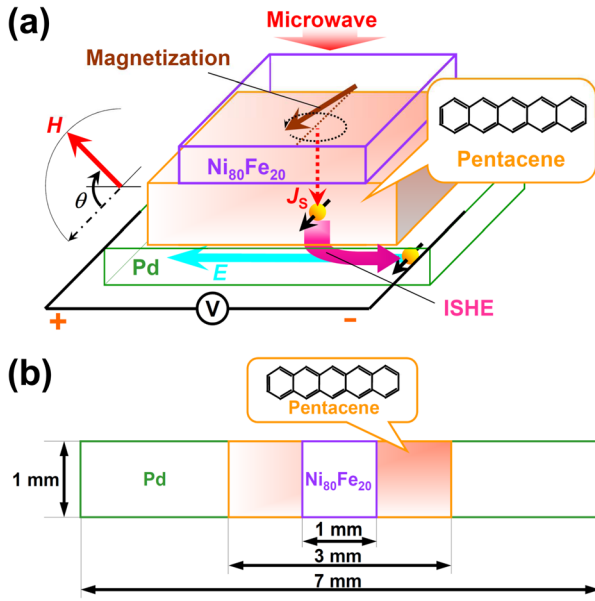 (a)
Microwave
Magnetization
H
θ
Ni₈₀Fe₂₀
Pentacene
Jₛ
Pd
E
ISHE
V
+
-
(b)
Pentacene
1 mm
Pd
Ni₈₀Fe₂₀
1 mm
3 mm
7 mm